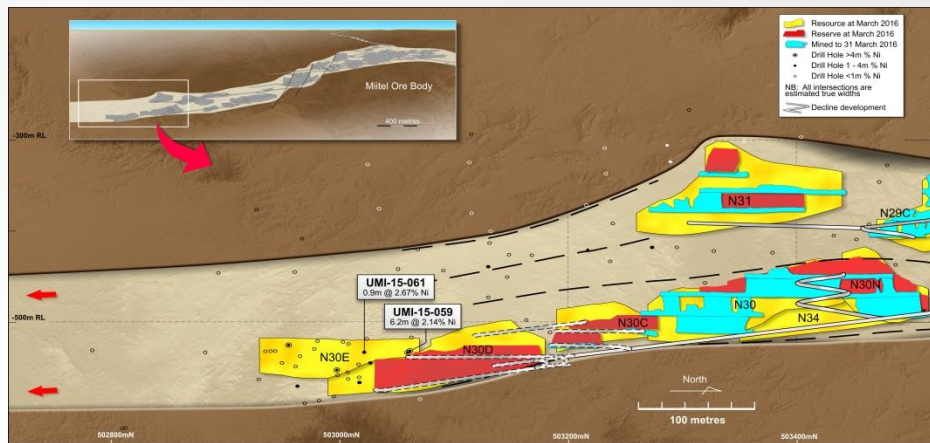 Miitel Ore Body
400 metres
Resource at March 2016
Reserve at March 2016
Mined to 31 March 2016
Drill Hole >4m % Ni
Drill Hole 1 - 4m % Ni
Drill Hole <1m % Ni
NB; All intersections are
estimated true widths
Decline development
-300m RL
N31
N29C
UMI-15-061
0.9m @ 2.67% Ni
UMI-15-059
6.2m @ 2.14% Ni
-500m RL
N30E
N30D
N30C
N30
N30N
N34
North
100 metres
502800mN
503000mN
503200mN
503400mN